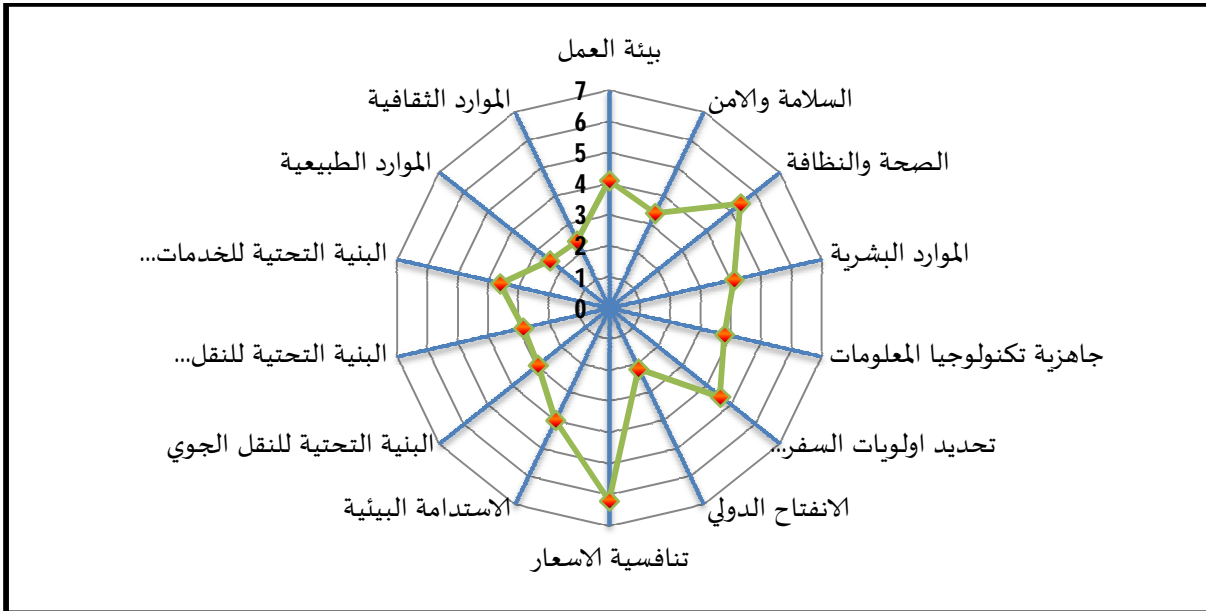 بيئة العمل
السلامة والامن
الصحة والنظافة
الموارد البشرية
جاهزية تكنولوجيا المعلومات
تحديد اولويات السفر...
الانفتاح الدولي
تنافسية الاسعار
الاستدامة البيئية
البنية التحتية للنقل الجوي
البنية التحتية للنقل...
البنية التحتية للخدمات...
الموارد الطبيعية
الموارد الثقافية
7
6
5
4
3
2
1
0